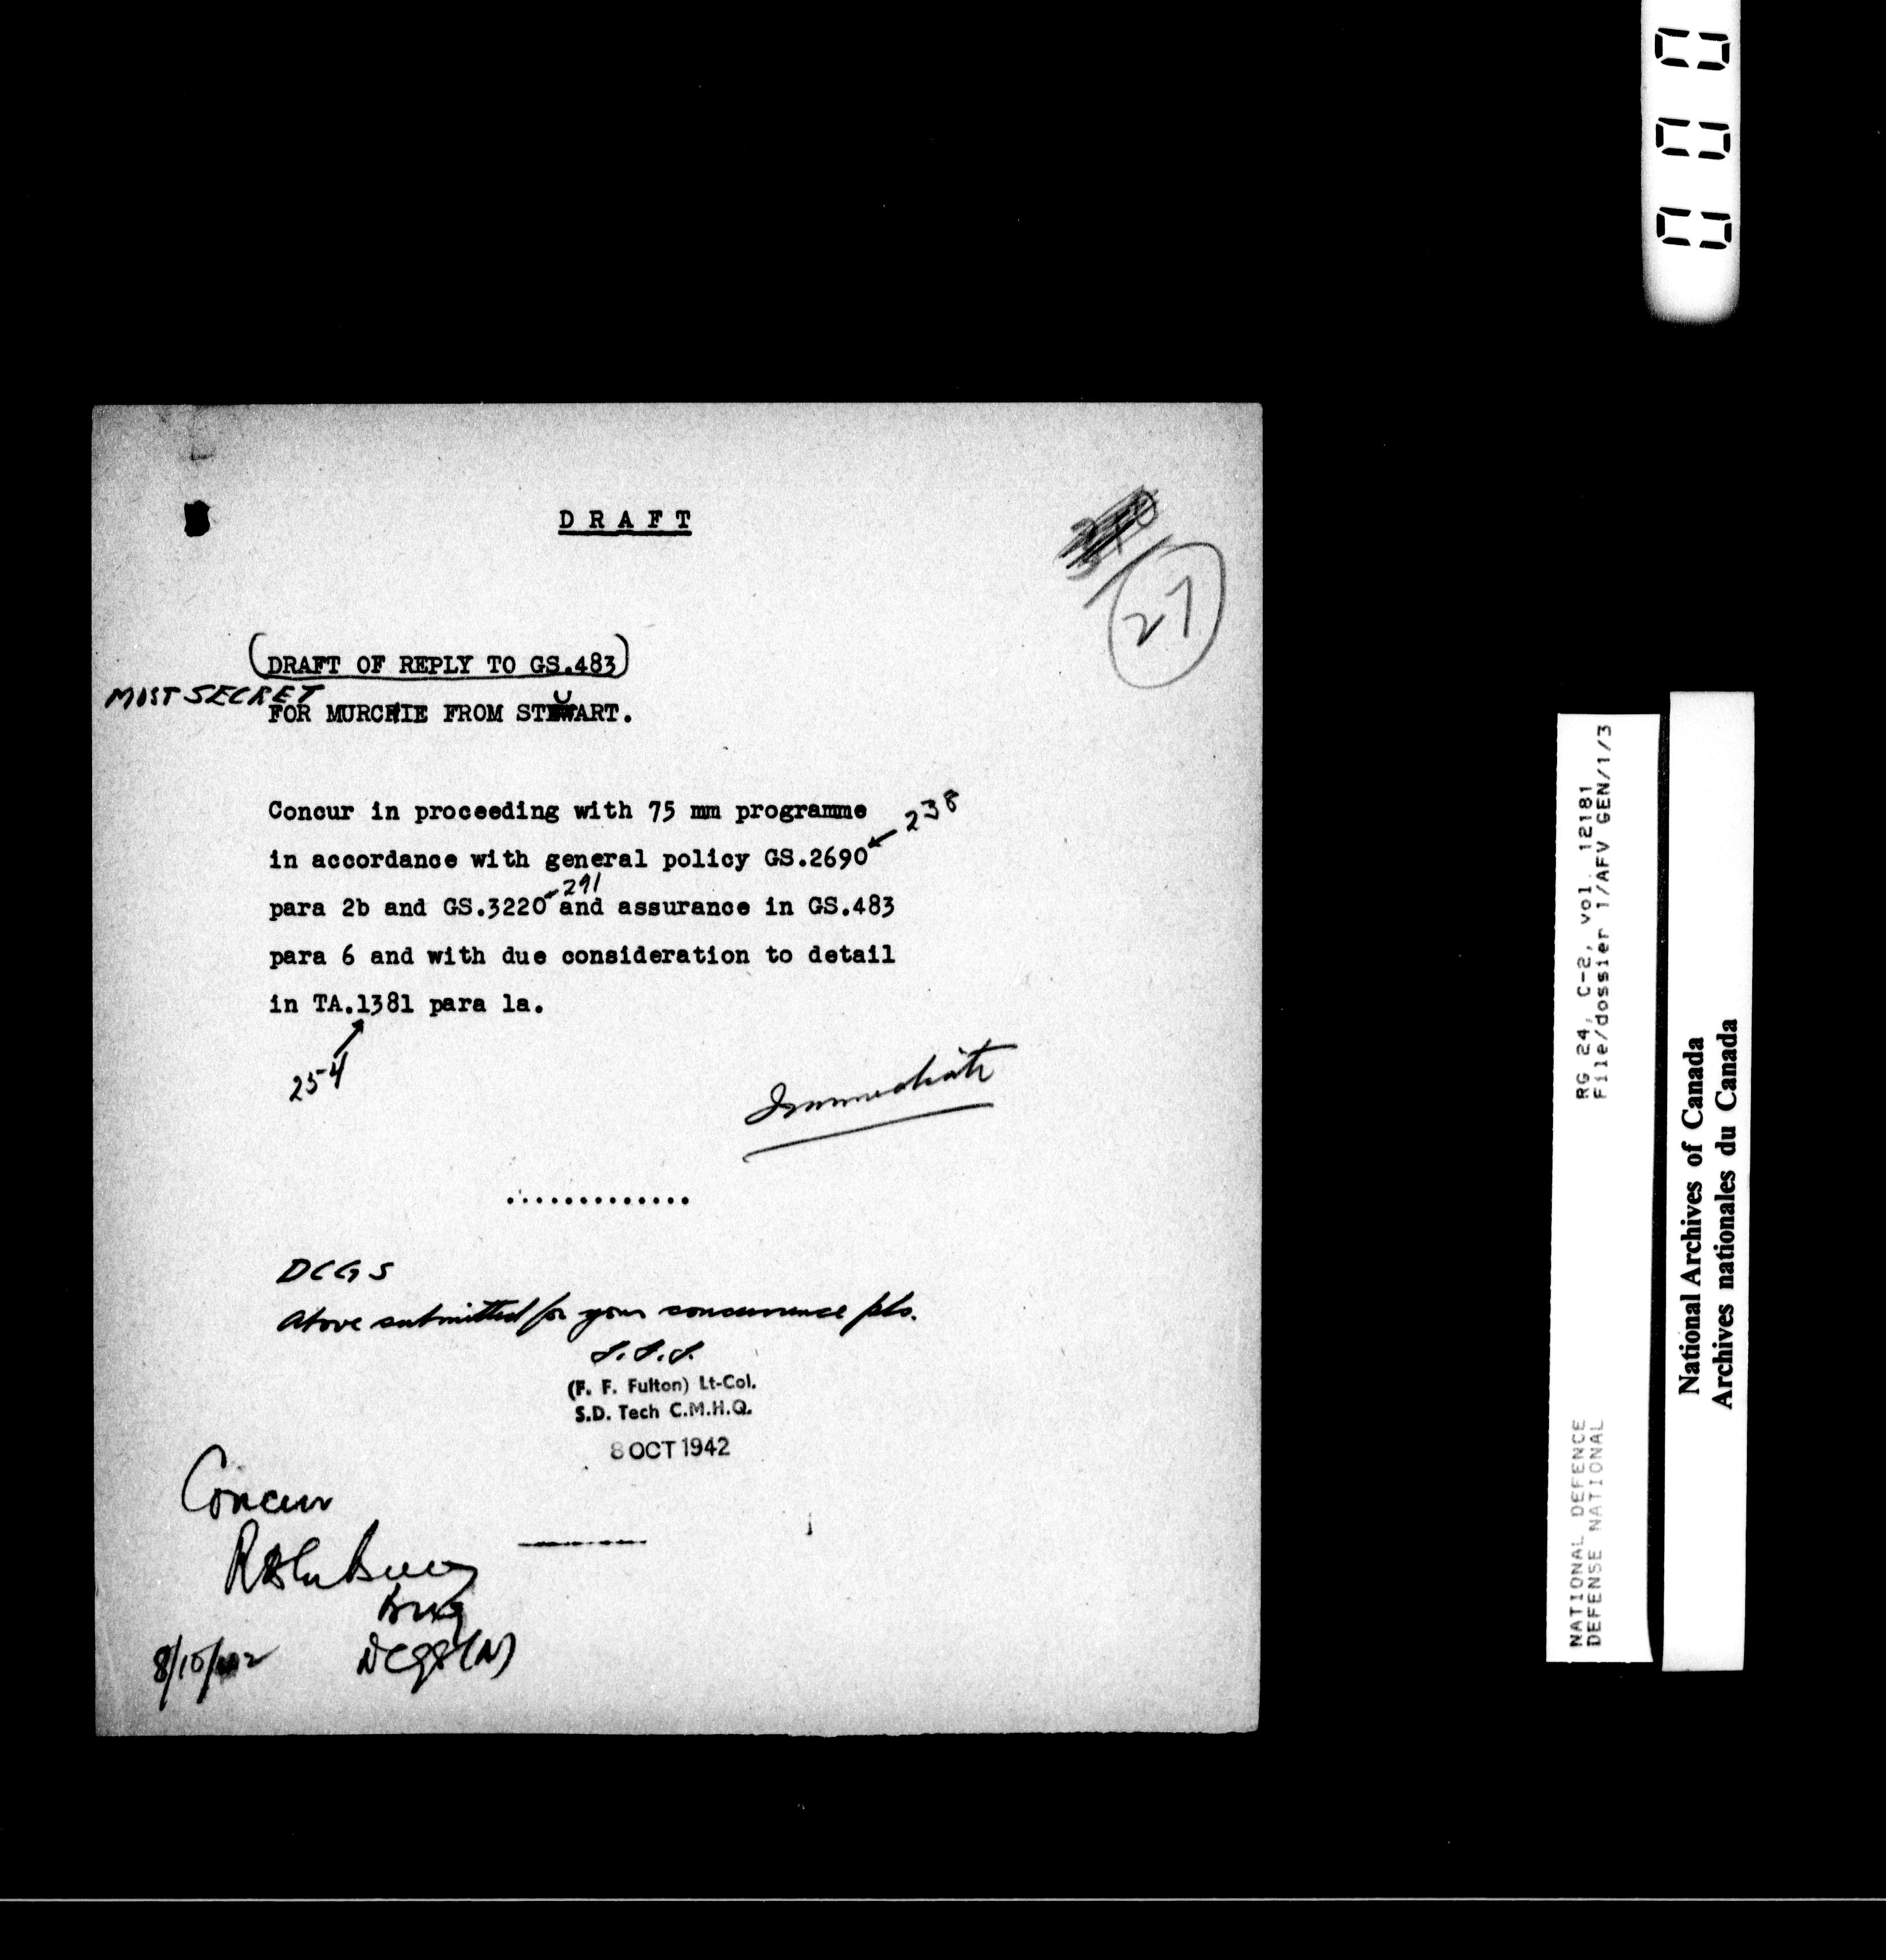 D R A F T
27
(DRAFT OF REPLY TO GS.483)
MOST SECRET
FOR MURCHIE FROM STUART.
Concur in proceeding with 75 mm programme
238
in accordance with general policy GS.2690
291
para 2b and GS.3220 and assurance in GS.483
para 6 and with due consideration to detail
in TA.1381 para 1a.
254
Immediate
.............
DCGS
Above submitted for your concurrence pls.
(F. F. Fulton) Lt-Col.
S.D. Tech C.M.H.Q.
8 OCT 1942
Concur
Brig
DCGS(N)
8/10/42
000
RG 24, C-2, vol. 12181
File/dossier 1/AFV GEN/1/3
NATIONAL DEFENCE
DEFENSE NATIONAL
National Archives of Canada
Archives nationales du Canada